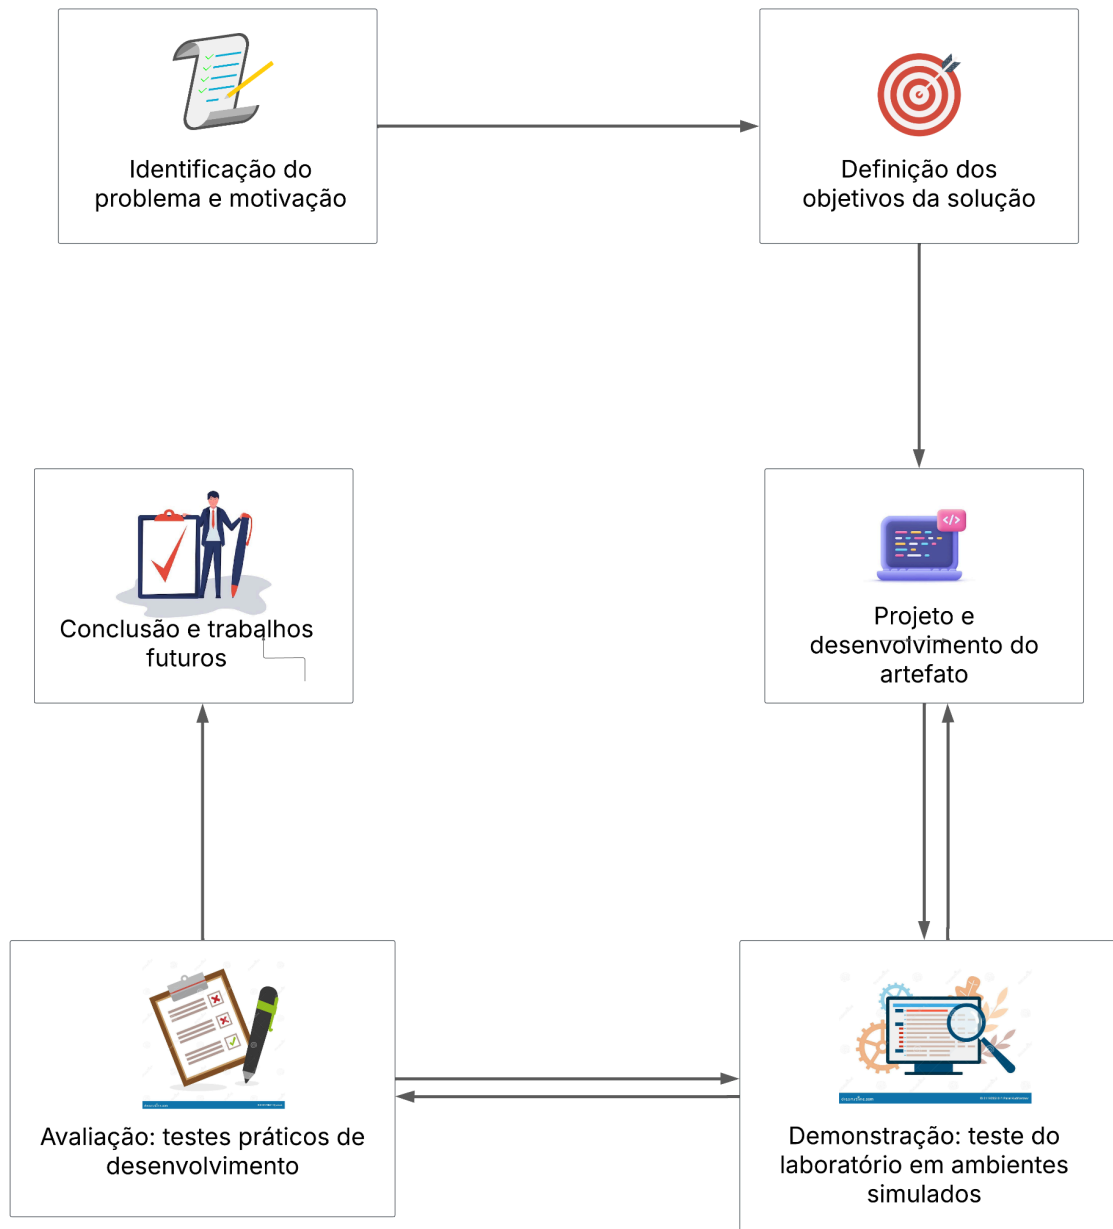 Identificação do
problema e motivação
Definição dos
objetivos da solução
</>
Projeto e
desenvolvimento do
artefato
Conclusão e trabalhos
futuros
Avaliação: testes práticos de
desenvolvimento
Demonstração: teste do
laboratório em ambientes
simulados